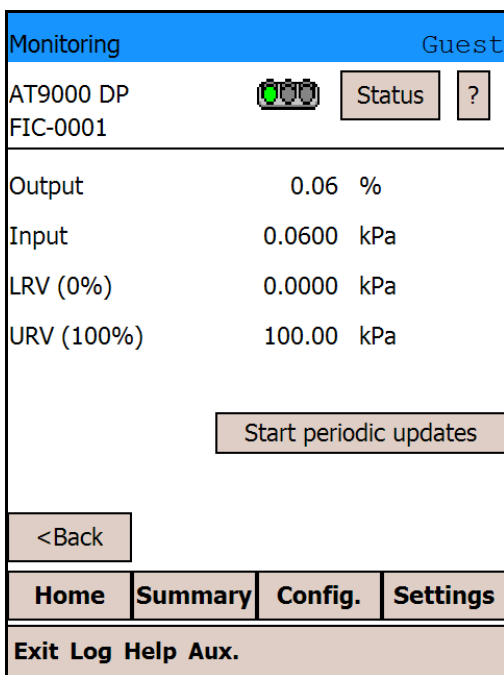 Monitoring Guest
AT9000 DP Status ?
FIC-0001
Output 0.06 %
Input 0.0600 kPa
LRV (0%) 0.0000 kPa
URV (100%) 100.00 kPa
Start periodic updates
<Back
Home Summary Config. Settings
Exit Log Help Aux.